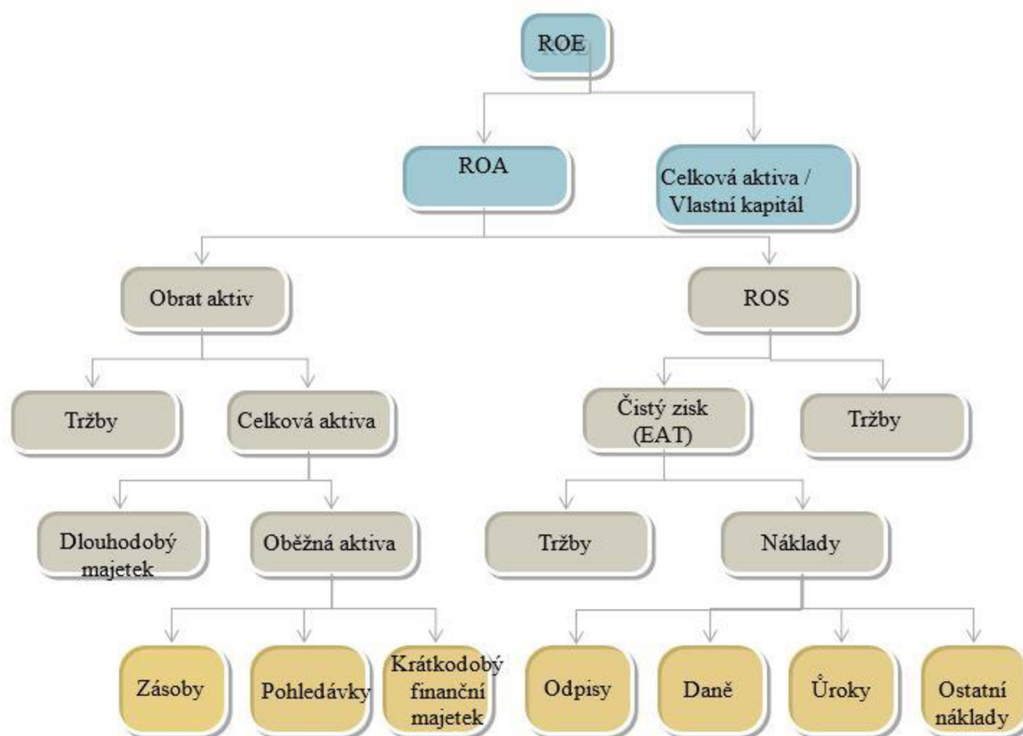 ROE
ROA
Celková aktiva /
Vlastní kapitál
Obrat aktiv
ROS
Tržby
Celková aktiva
Čistý zisk
(EAT)
Tržby
Dlouhodobý
majetek
Oběžná aktiva
Tržby
Náklady
Zásoby
Pohledávky
Krátkodobý
finanční
majetek
Odpisy
Daně
Ůroky
Ostatní
náklady